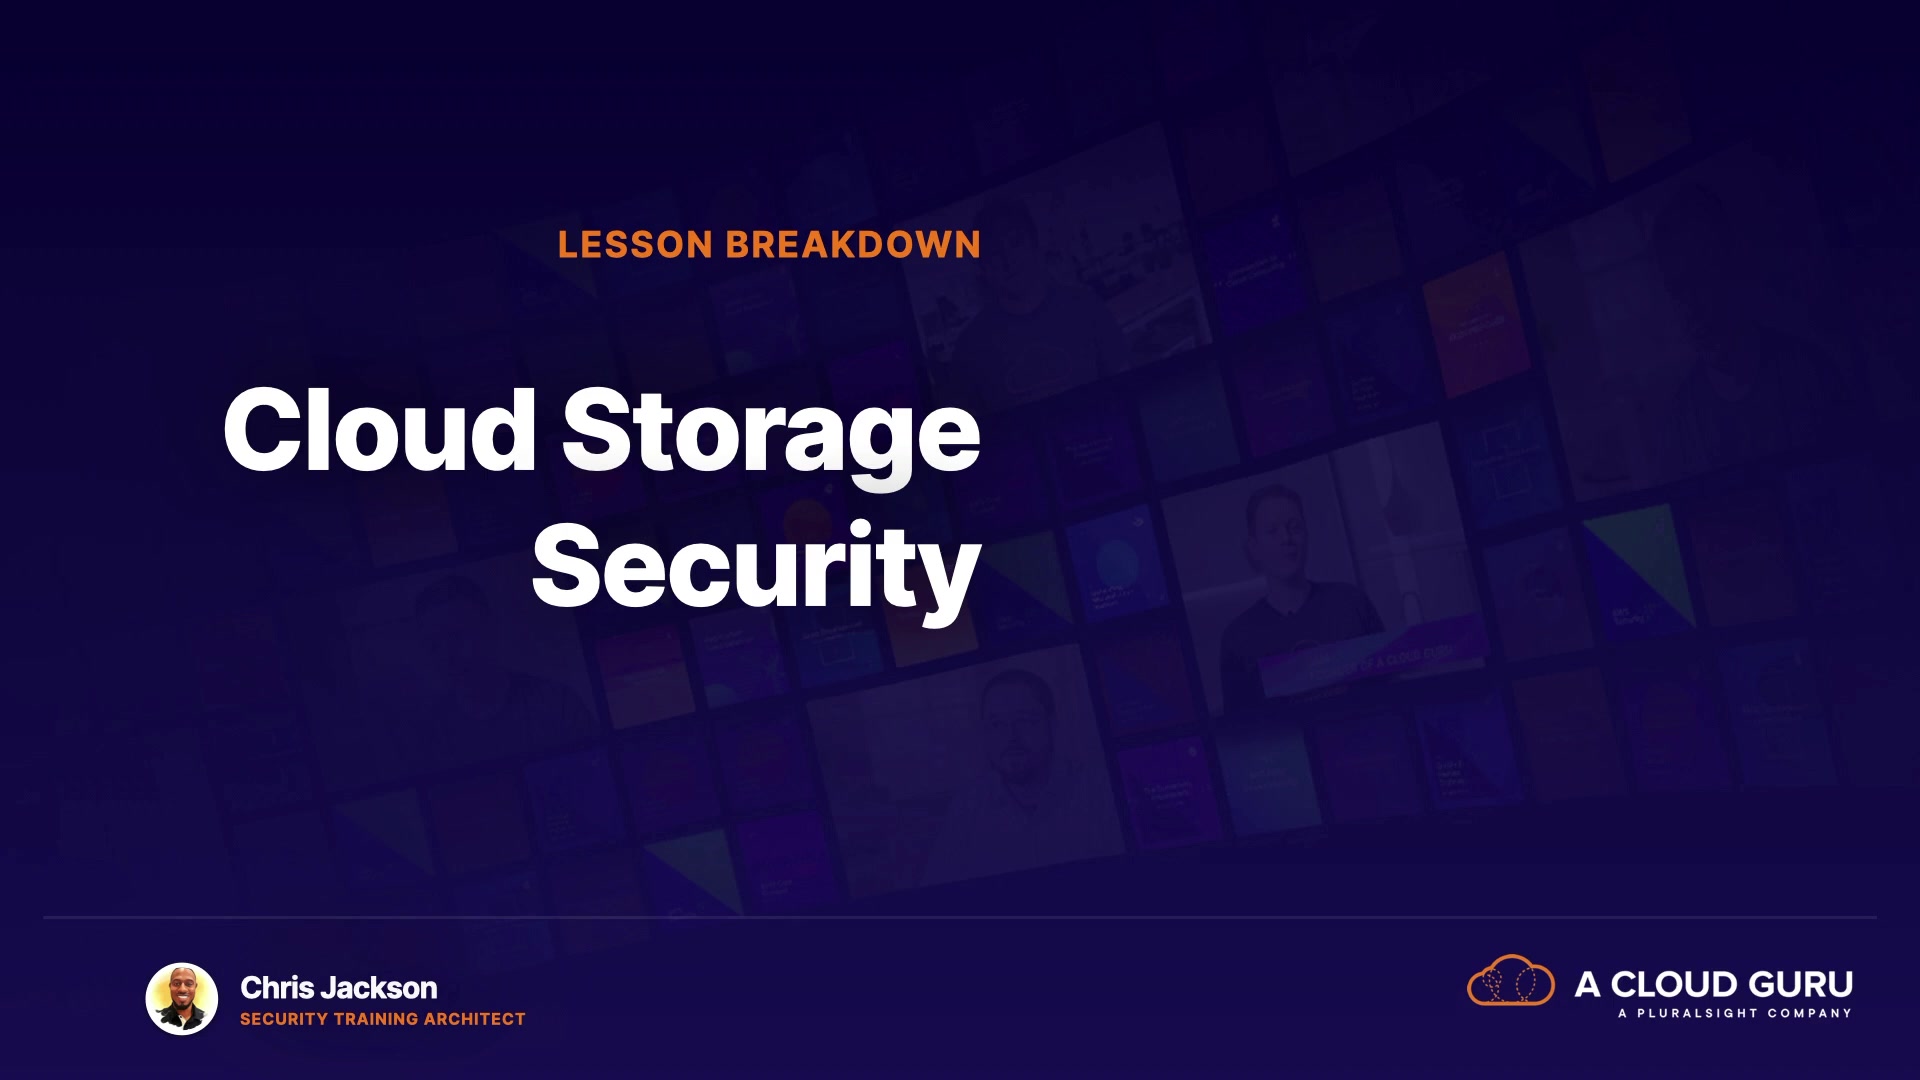 LESSON BREAKDOWN
Cloud Storage
Security
Chris Jackson
SECURITY TRAINING ARCHITECT
A CLOUD GURU
A PLURALSIGHT COMPANY